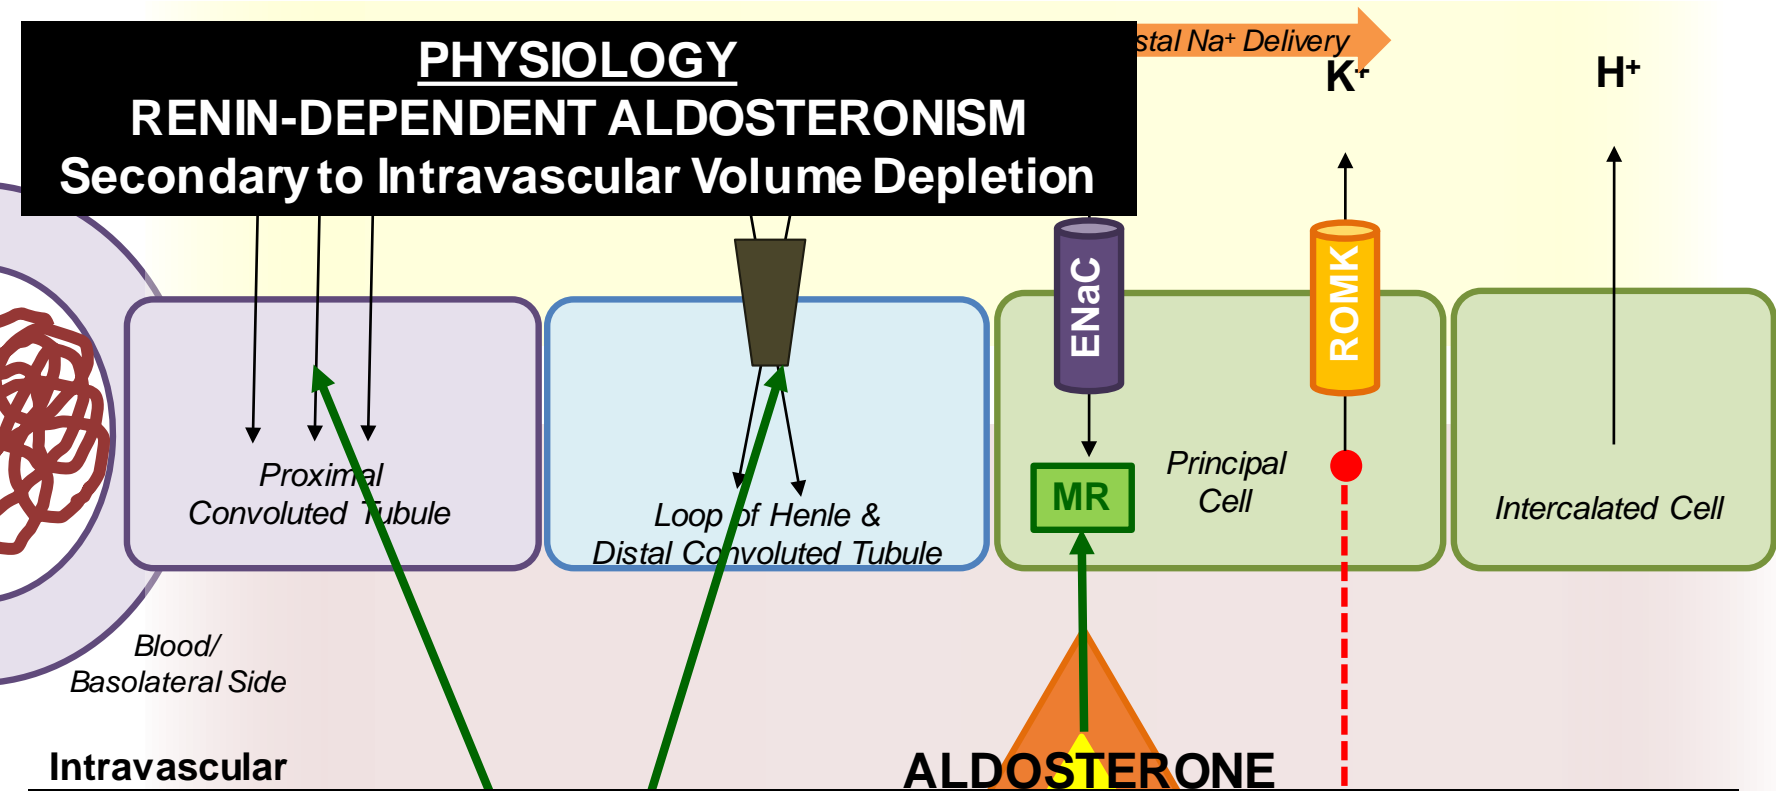 PHYSIOLOGY
RENIN-DEPENDENT ALDOSTERONISM
Secondary to Intravascular Volume Depletion
stal Na⁺ Delivery
K⁺
H⁺
ENaC
ROMK
Proximal
Convoluted Tubule
Loop of Henle &
Distal Convoluted Tubule
MR
Principal
Cell
Intercalated Cell
Blood/
Basolateral Side
Intravascular
ALDOSTERONE